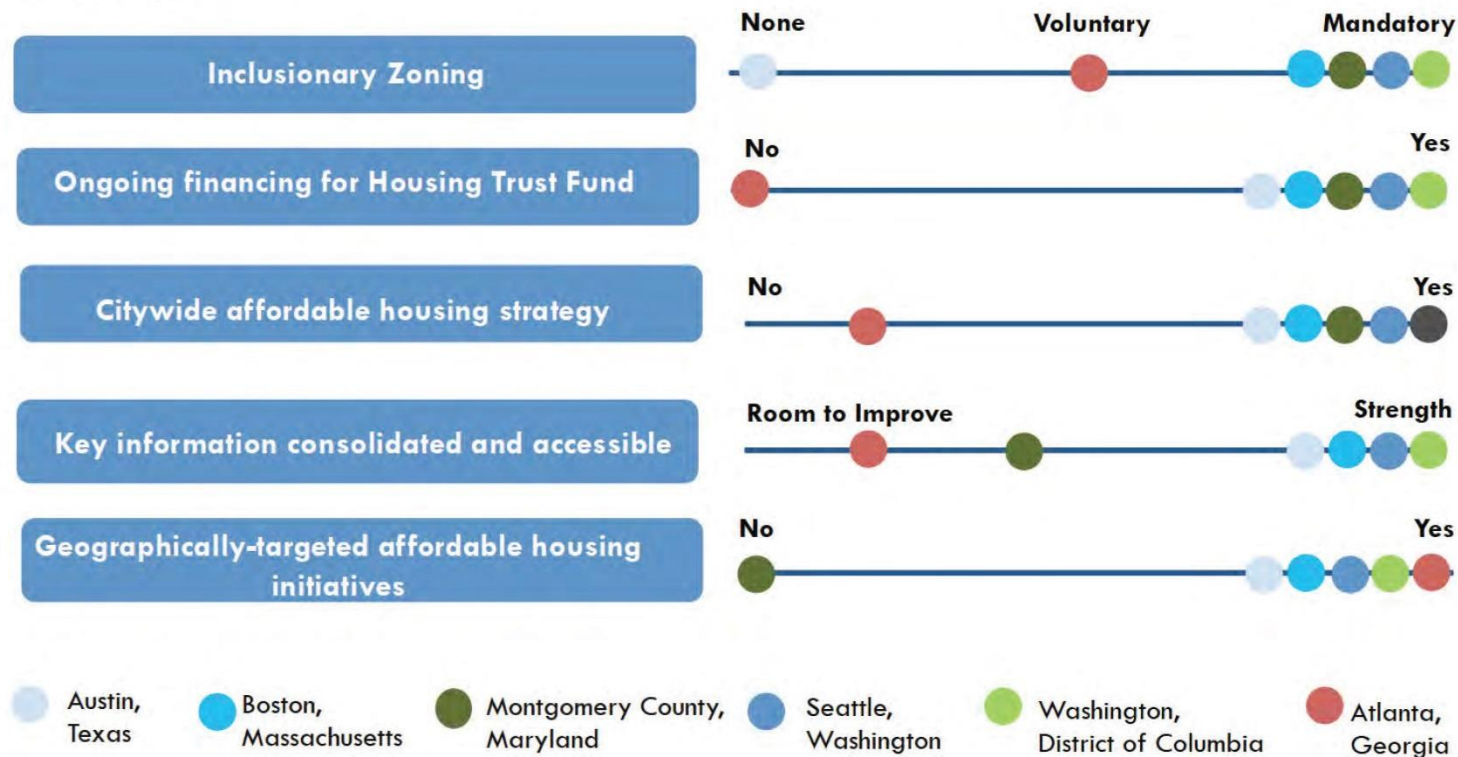 None Voluntary Mandatory
Inclusionary Zoning
No Yes
Ongoing financing for Housing Trust Fund
No Yes
Citywide affordable housing strategy
Room to Improve Strength
Key information consolidated and accessible
No Yes
Geographically-targeted affordable housing
initiatives
Austin,
Texas
Boston,
Massachusetts
Montgomery County,
Maryland
Seattle,
Washington
Washington,
District of Columbia
Atlanta,
Georgia